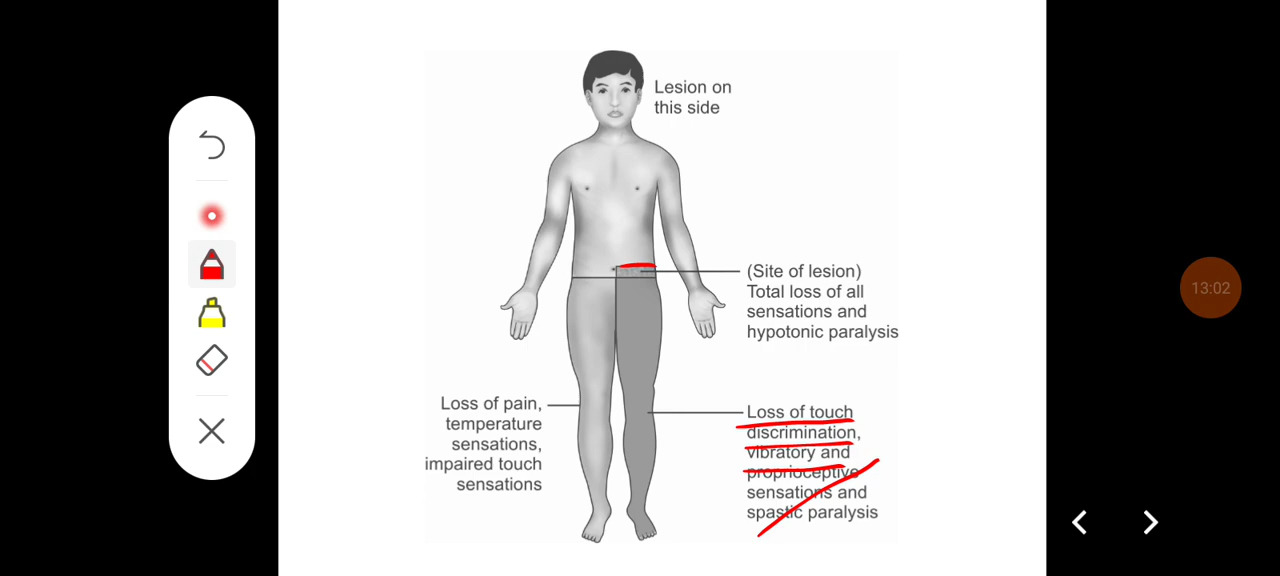 Lesion on
this side
(Site of lesion)
Total loss of all
sensations and
hypotonic paralysis
Loss of pain,
temperature
sensations,
impaired touch
sensations
Loss of touch
discrimination,
vibratory and
proprioceptive
sensations and
spastic paralysis
13:02